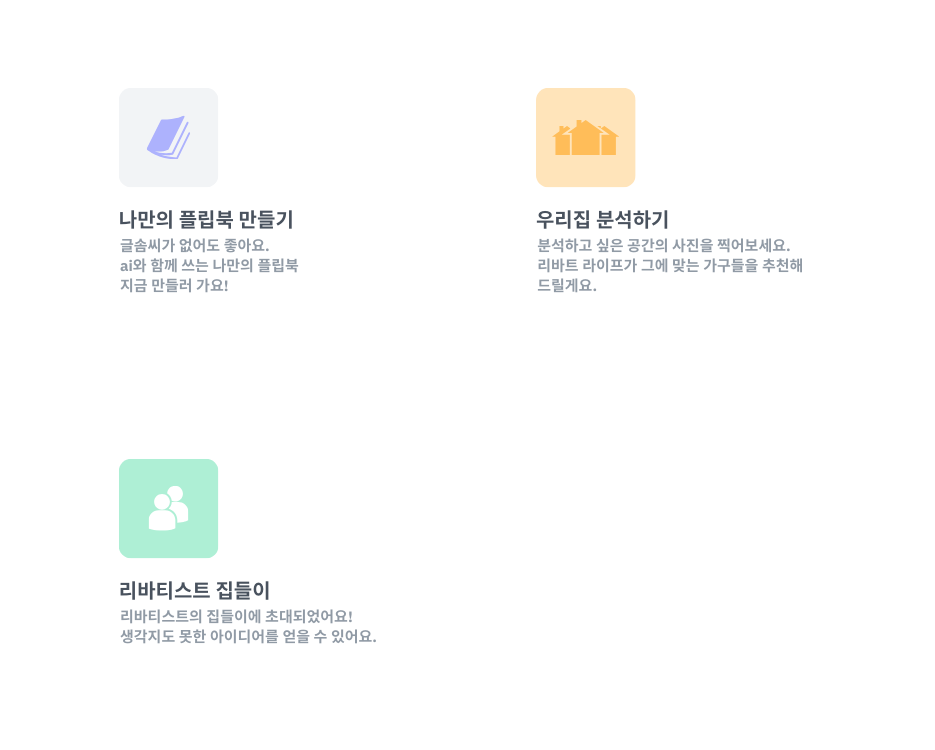 나만의 플립북 만들기
글솜씨가 없어도 좋아요.
ai와 함께 쓰는 나만의 플립북
지금 만들러 가요!
우리집 분석하기
분석하고 싶은 공간의 사진을 찍어보세요.
리바트 라이프가 그에 맞는 가구들을 추천해
드릴게요.
리바티스트 집들이
리바티스트의 집들이에 초대되었어요!
생각지도 못한 아이디어를 얻을 수 있어요.